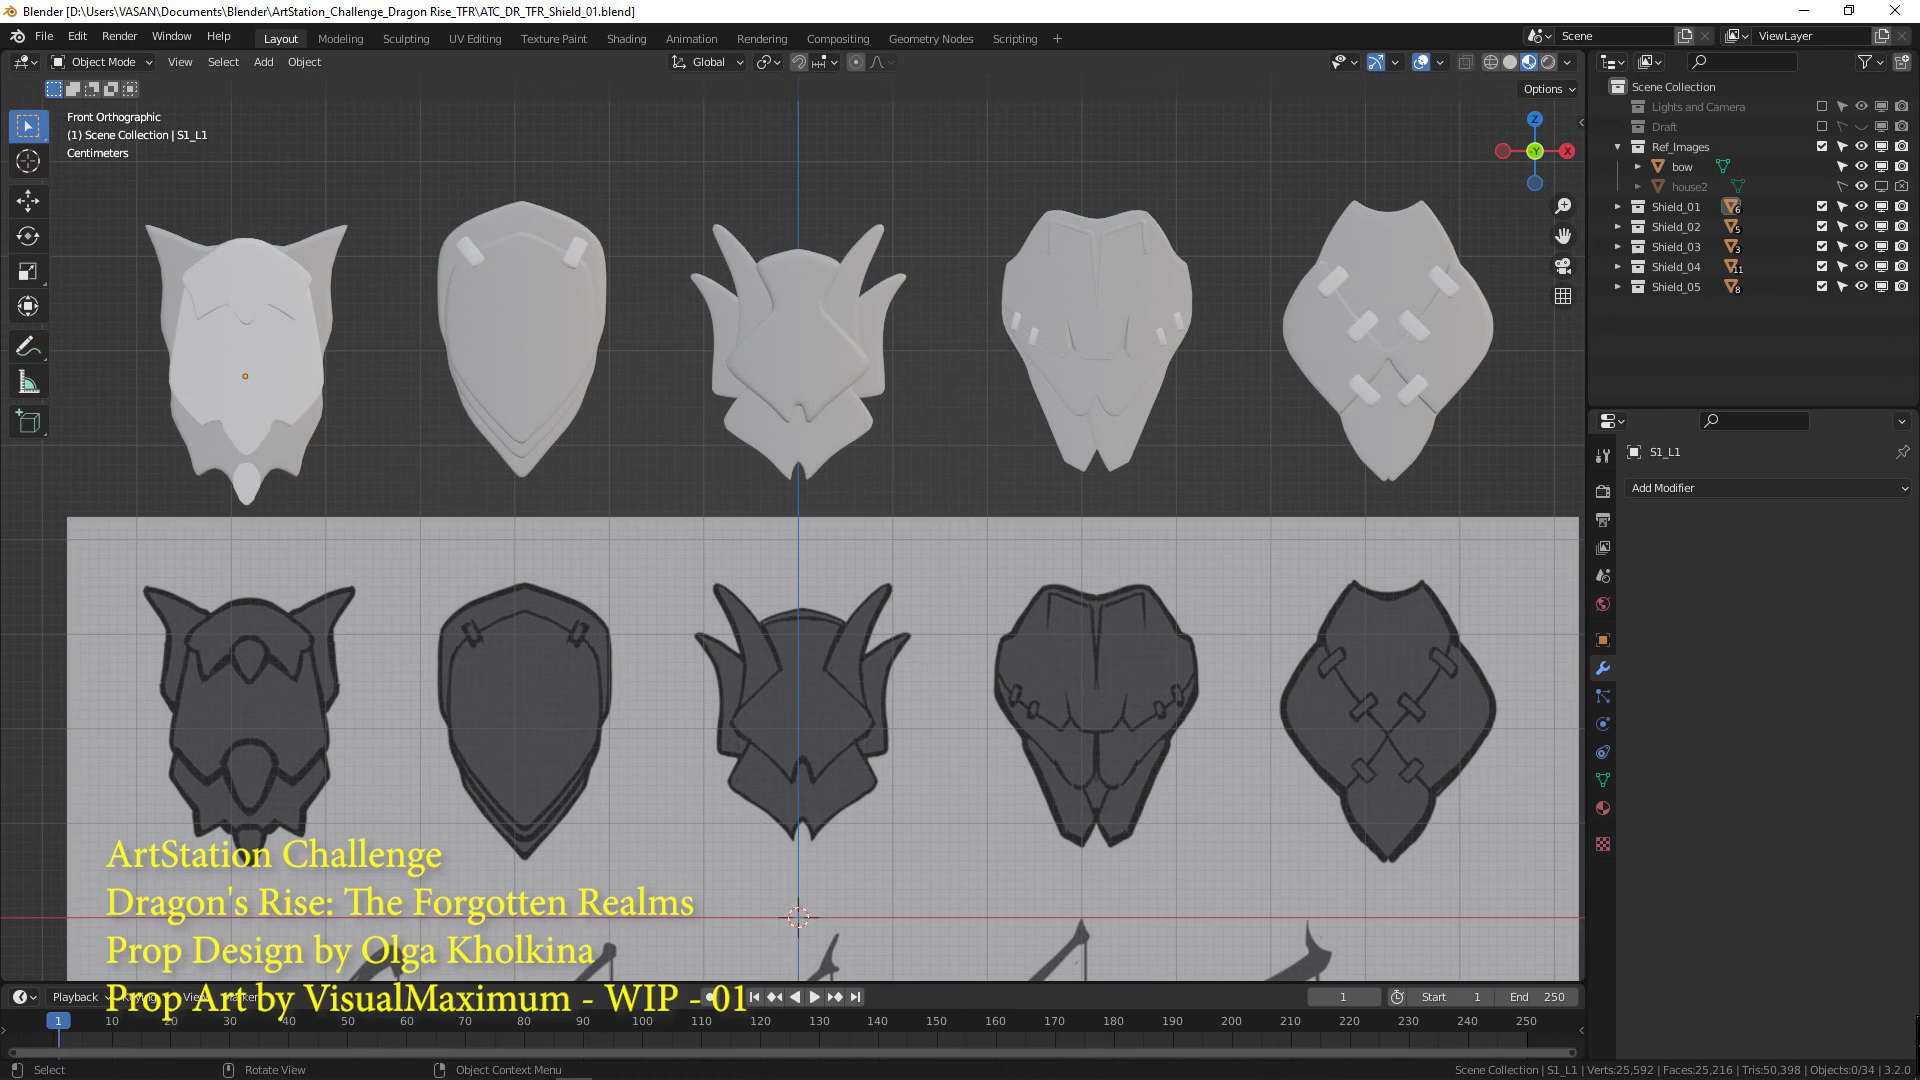 Blender [D:\Users\VASAN\Documents\Blender\ArtStation_Challenge_Dragon Rise_TFR\ATC_DR_TFR_Shield_01.blend]
File Edit Render Window Help Layout Modeling Sculpting UV Editing Texture Paint Shading Animation Rendering Compositing Geometry Nodes Scripting + Scene ViewLayer
Object Mode View Select Add Object Global
Options
Front Orthographic
(1) Scene Collection | S1_L1
Centimeters
Z
-Y
X
Scene Collection
Lights and Camera
Draft
Ref_Images
bow
house2
Shield_01 6
Shield_02 5
Shield_03 3
Shield_04 11
Shield_05 8
S1_L1
Add Modifier
ArtStation Challenge
Dragon's Rise: The Forgotten Realms
Prop Design by Olga Kholkina
Prop Art by VisualMaximum - WIP - 01
Playback View 1 Start 1 End 250
1 10 20 30 40 50 60 70 80 90 100 110 120 130 140 150 160 170 180 190 200 210 220 230 240 250
Select Rotate View Object Context Menu Scene Collection | S1_L1 | Verts:25,592 | Faces:25,216 | Tris:50,398 | Objects:0/34 | 3.2.0